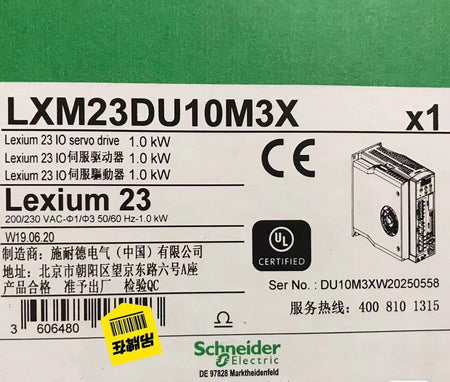 LXM23DU10M3X x1
Lexium 23 IO servo drive 1.0 kW
Lexium 23 IO 伺服驱动器 1.0 kW
Lexium 23 IO 伺服驅動器 1.0 kW
Lexium 23
200/230 VAC-Φ1/Φ3 50/60 Hz-1.0 kW
W19.06.20
制造商：施耐德电气（中国）有限公司
地址：北京市朝阳区望京东路六号A座
产品合格 准予出厂 检验QC
CE
UL
CERTIFIED
Ser No.: DU10M3XW20250558
服务热线：400 810 1315
3 606480
吊牌在
Schneider
Electric
DE 97828 Marktheidenfeld